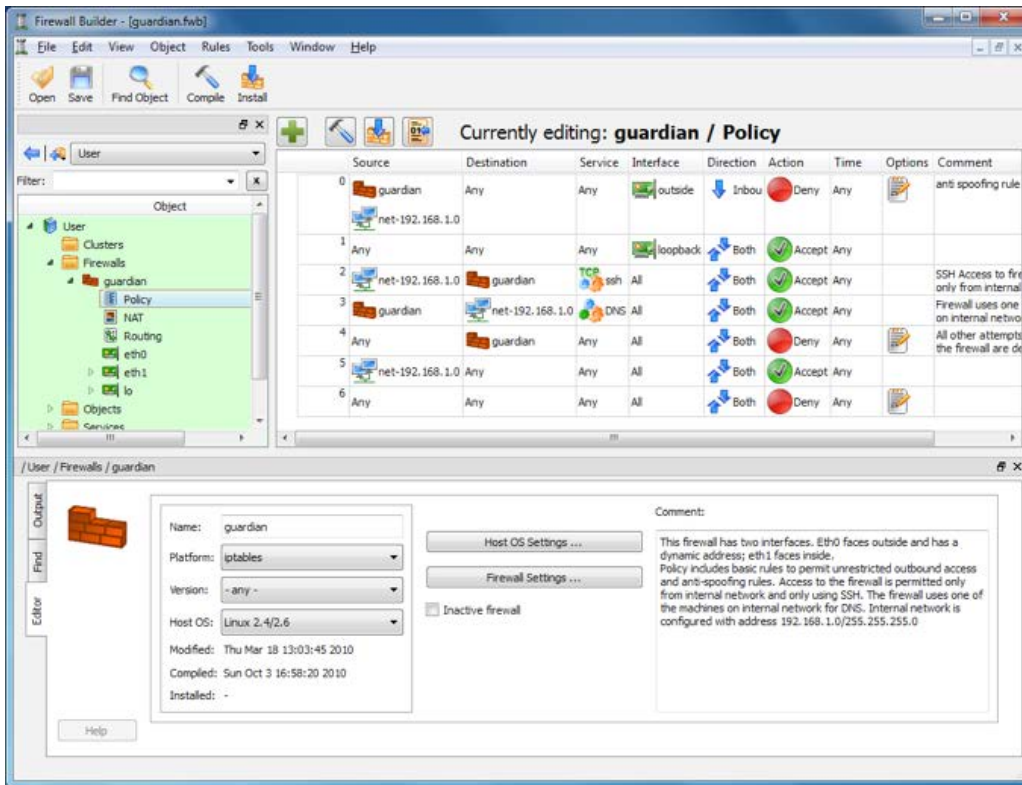 Firewall Builder - [guardian.fwb]
File Edit View Object Rules Tools Window Help
Open Save Find Object Compile Install
Currently editing: guardian / Policy
User
Filter:
Object
User
Clusters
Firewalls
guardian
Policy
NAT
Routing
eth0
eth1
lo
Objects
Services
Source Destination Service Interface Direction Action Time Options Comment
0 guardian Any Any outside Inbou Deny Any anti spoofing rule
net-192.168.1.0
1 Any Any Any loopback Both Accept Any
2 net-192.168.1.0 guardian TCP ssh All Both Accept Any SSH Access to fire
only from internal
3 guardian net-192.168.1.0 DNS All Both Accept Any Firewall uses one
on internal netwo
4 Any guardian Any All Both Deny Any All other attempts
the firewall are de
5 net-192.168.1.0 Any Any All Both Accept Any
6 Any Any Any All Both Deny Any
/ User / Firewalls / guardian
Output
Find
Editor
Name: guardian
Platform: iptables
Version: - any -
Host OS: Linux 2.4/2.6
Modified: Thu Mar 18 13:03:45 2010
Compiled: Sun Oct 3 16:58:20 2010
Installed: -
Help
Host OS Settings ...
Firewall Settings ...
Inactive firewall
Comment:
This firewall has two interfaces. Eth0 faces outside and has a
dynamic address; eth1 faces inside.
Policy includes basic rules to permit unrestricted outbound access
and anti-spoofing rules. Access to the firewall is permitted only
from internal network and only using SSH. The firewall uses one of
the machines on internal network for DNS. Internal network is
configured with address 192.168.1.0/255.255.255.0